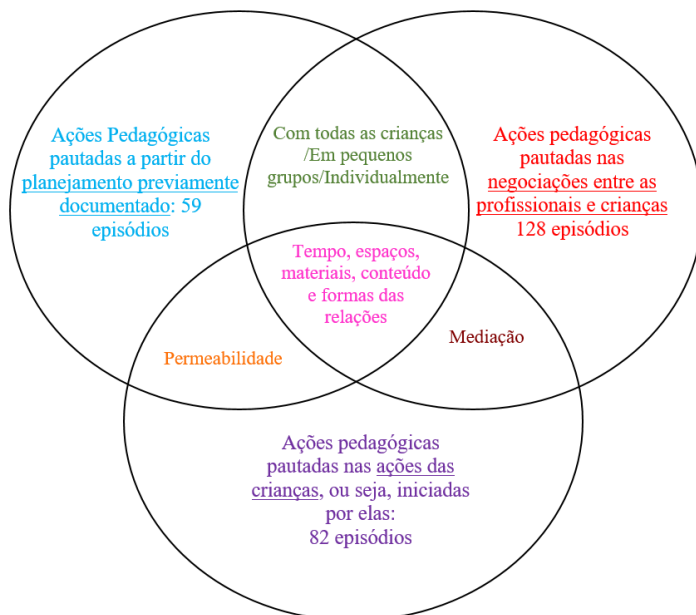 Ações Pedagógicas
pautadas a partir do
planejamento previamente
documentado: 59
episódios
Com todas as crianças
/Em pequenos
grupos/Individualmente
Ações pedagógicas
pautadas nas
negociações entre as
profissionais e crianças
128 episódios
Tempo, espaços,
materiais, conteúdo
e formas das
relações
Permeabilidade
Mediação
Ações pedagógicas
pautadas nas ações das
crianças, ou seja, iniciadas
por elas:
82 episódios